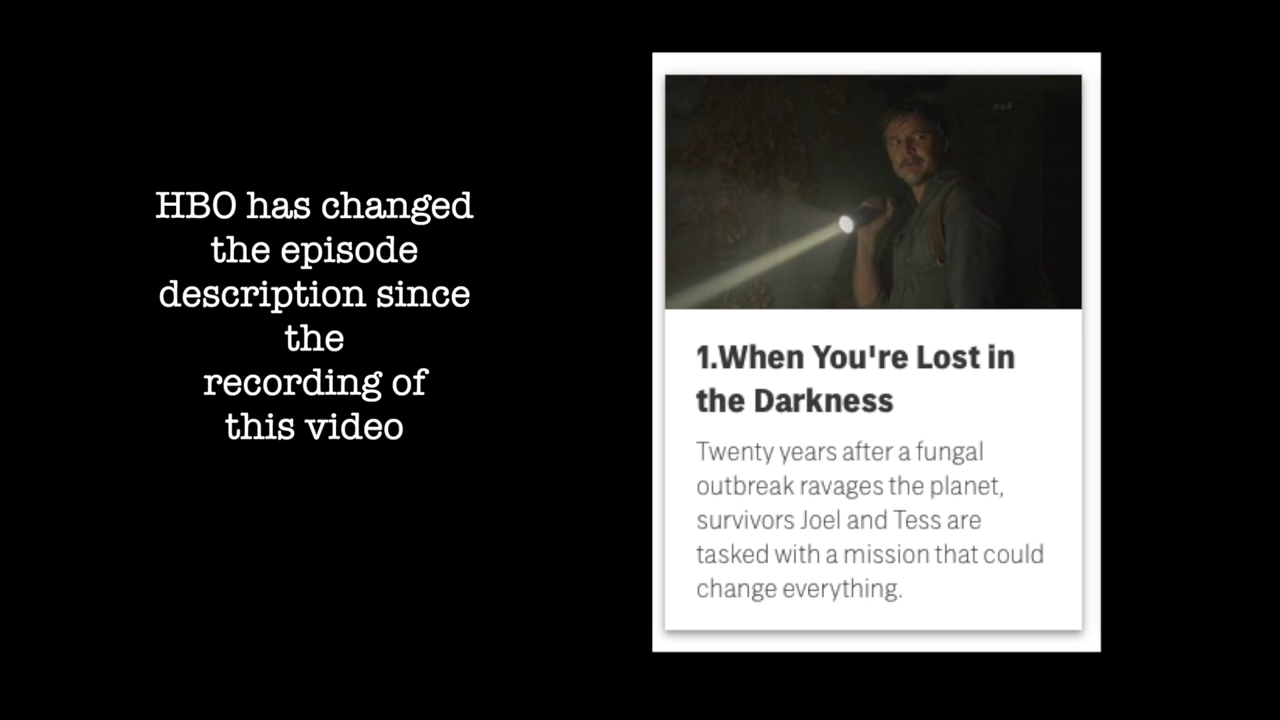 HBO has changed
the episode
description since
the
recording of
this video
1.When You're Lost in
the Darkness
Twenty years after a fungal
outbreak ravages the planet,
survivors Joel and Tess are
tasked with a mission that could
change everything.